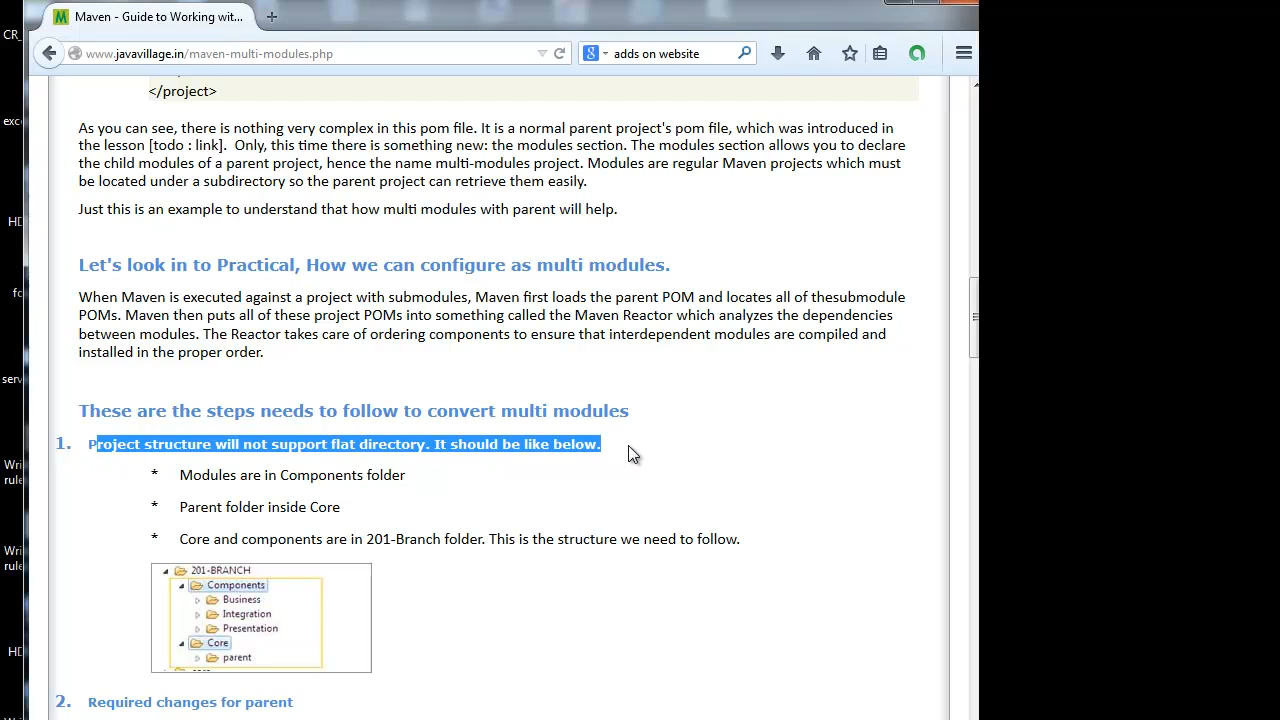 Maven - Guide to Working wit...
www.javavillage.in/maven-multi-modules.php
adds on website
</project>
As you can see, there is nothing very complex in this pom file. It is a normal parent project's pom file, which was introduced in
the lesson [todo : link].  Only, this time there is something new: the modules section. The modules section allows you to declare
the child modules of a parent project, hence the name multi-modules project. Modules are regular Maven projects which must
be located under a subdirectory so the parent project can retrieve them easily.
Just this is an example to understand that how multi modules with parent will help.
Let's look in to Practical, How we can configure as multi modules.
When Maven is executed against a project with submodules, Maven first loads the parent POM and locates all of thesubmodule
POMs. Maven then puts all of these project POMs into something called the Maven Reactor which analyzes the dependencies
between modules. The Reactor takes care of ordering components to ensure that interdependent modules are compiled and
installed in the proper order.
These are the steps needs to follow to convert multi modules
1. Project structure will not support flat directory. It should be like below.
* Modules are in Components folder
* Parent folder inside Core
* Core and components are in 201-Branch folder. This is the structure we need to follow.
201-BRANCH
Components
Business
Integration
Presentation
Core
parent
2. Required changes for parent